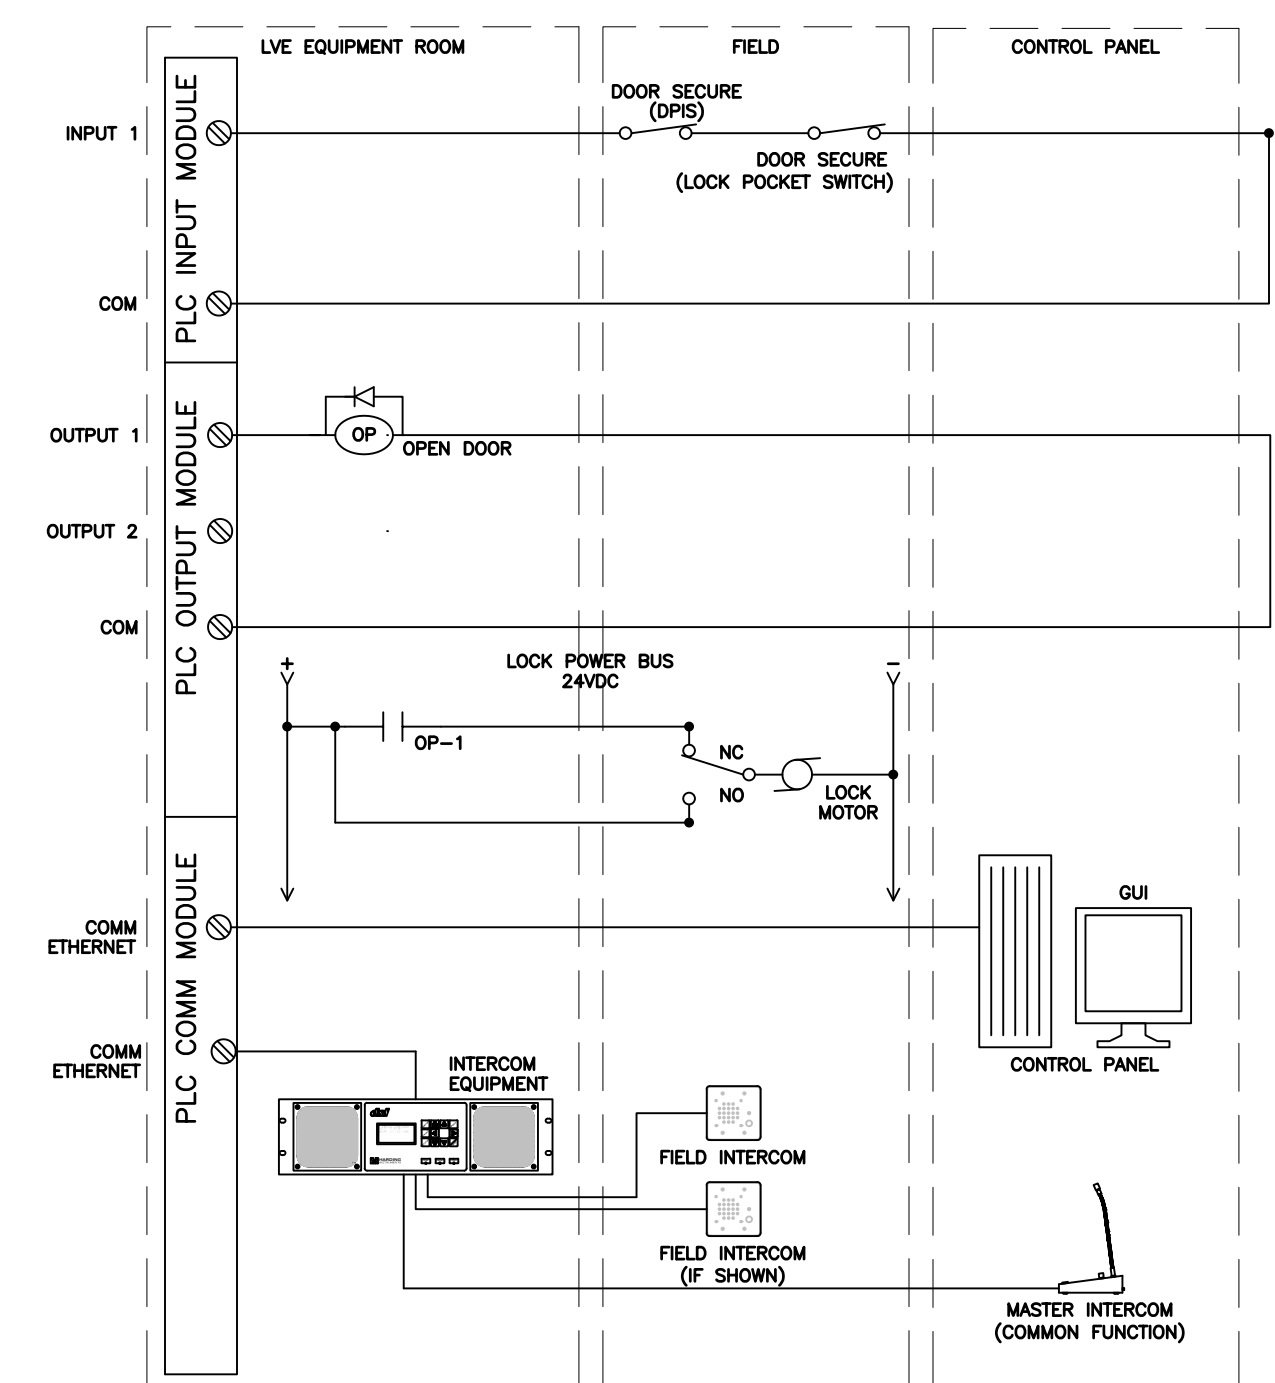 LVE EQUIPMENT ROOM
FIELD
CONTROL PANEL
DOOR SECURE
(DPIS)
INPUT 1
DOOR SECURE
(LOCK POCKET SWITCH)
PLC INPUT MODULE
COM
OUTPUT 1
OP
OPEN DOOR
OUTPUT 2
PLC OUTPUT MODULE
COM
+
LOCK POWER BUS
24VDC
−
OP-1
NC
NO
LOCK
MOTOR
GUI
COMM
ETHERNET
PLC COMM MODULE
COMM
ETHERNET
CONTROL PANEL
INTERCOM
EQUIPMENT
HARDING
FIELD INTERCOM
FIELD INTERCOM
(IF SHOWN)
MASTER INTERCOM
(COMMON FUNCTION)